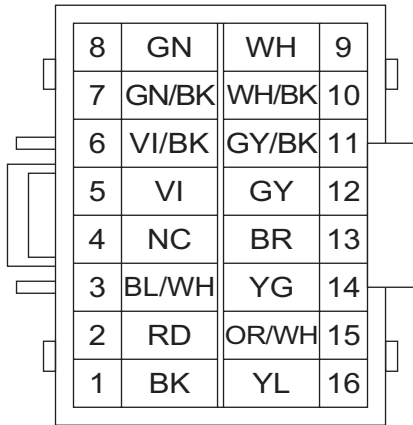 8 GN WH 9
7 GN/BK WH/BK 10
6 VI/BK GY/BK 11
5 VI GY 12
4 NC BR 13
3 BL/WH YG 14
2 RD OR/WH 15
1 BK YL 16